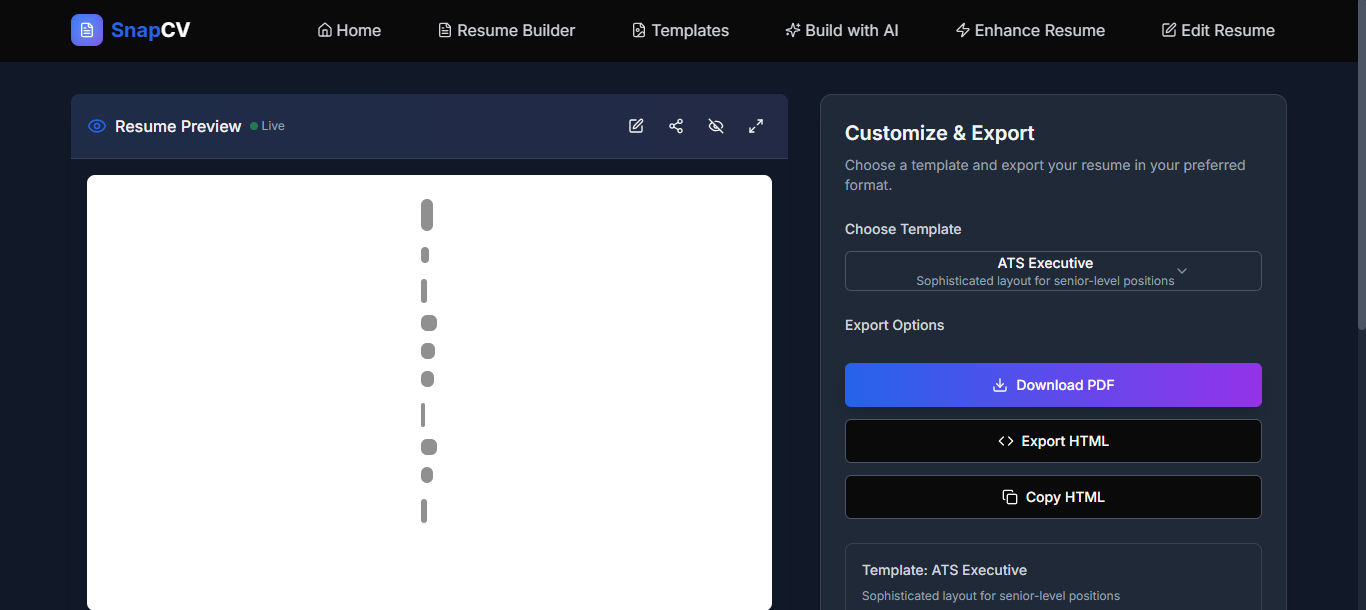 SnapCV
Home
Resume Builder
Templates
Build with AI
Enhance Resume
Edit Resume
Resume Preview
Live
Customize & Export
Choose a template and export your resume in your preferred
format.
Choose Template
ATS Executive
Sophisticated layout for senior-level positions
Export Options
Download PDF
Export HTML
Copy HTML
Template: ATS Executive
Sophisticated layout for senior-level positions